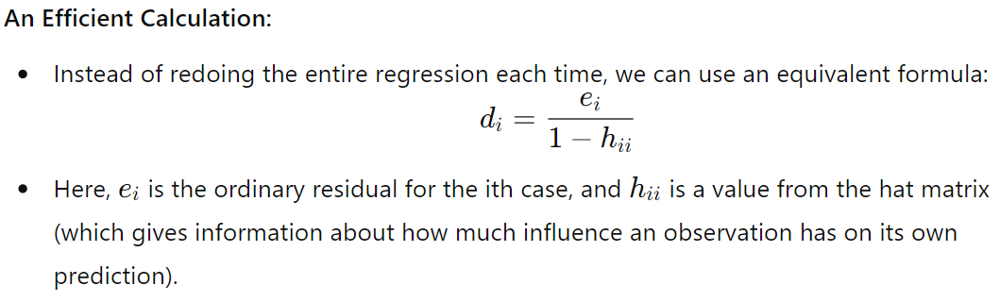 An Efficient Calculation:
• Instead of redoing the entire regression each time, we can use an equivalent formula:
d_i = \frac{e_i}{1 - h_{ii}}
• Here, e_i is the ordinary residual for the ith case, and h_{ii} is a value from the hat matrix
(which gives information about how much influence an observation has on its own
prediction).